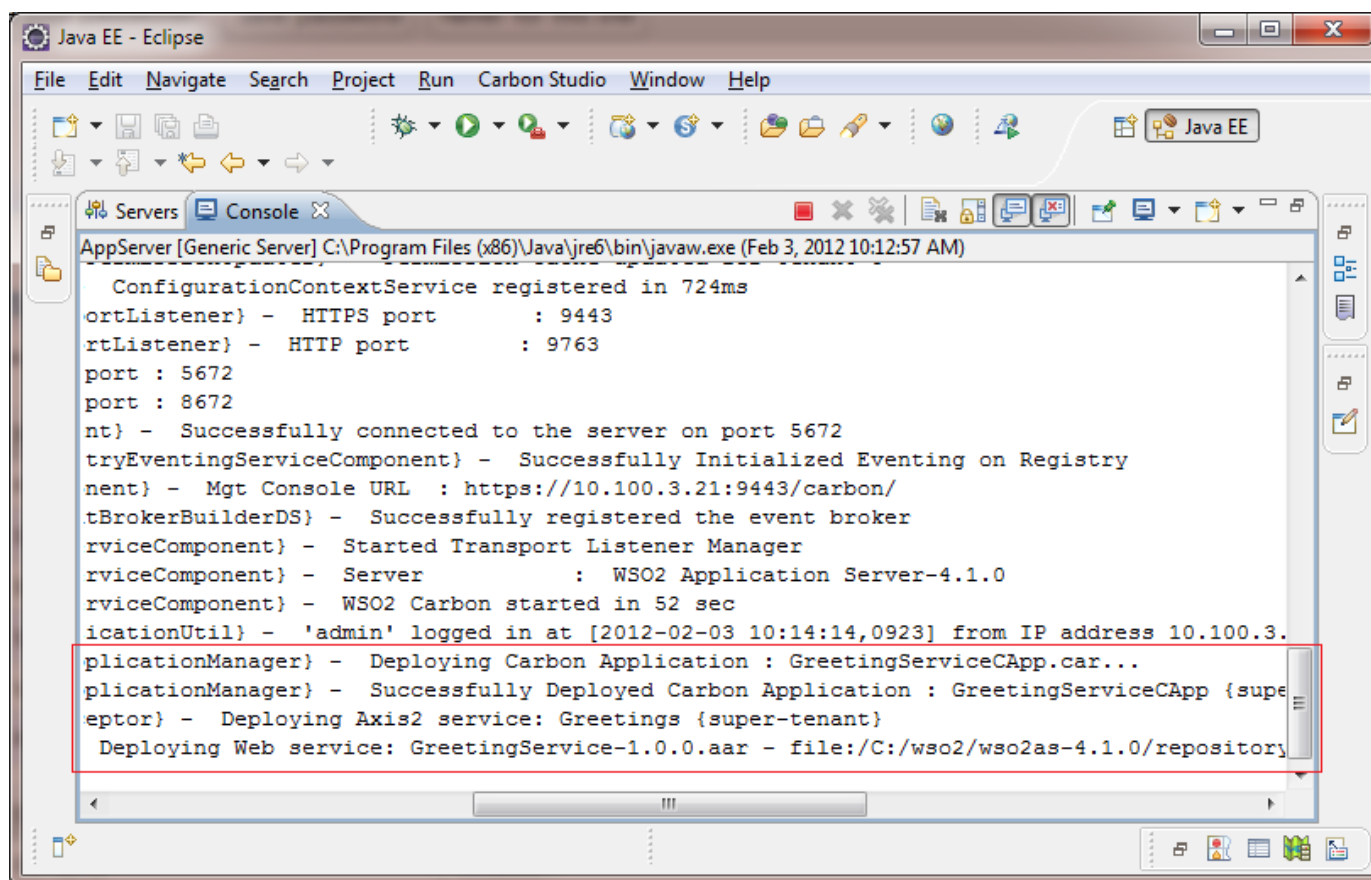 Java EE - Eclipse
File Edit Navigate Search Project Run Carbon Studio Window Help
Java EE
Servers Console
AppServer [Generic Server] C:\Program Files (x86)\Java\jre6\bin\javaw.exe (Feb 3, 2012 10:12:57 AM)
ConfigurationContextService registered in 724ms
ortListener} - HTTPS port : 9443
rtListener} - HTTP port : 9763
port : 5672
port : 8672
nt} - Successfully connected to the server on port 5672
tryEventingServiceComponent} - Successfully Initialized Eventing on Registry
nent} - Mgt Console URL : https://10.100.3.21:9443/carbon/
tBrokerBuilderDS} - Successfully registered the event broker
rviceComponent} - Started Transport Listener Manager
rviceComponent} - Server : WSO2 Application Server-4.1.0
rviceComponent} - WSO2 Carbon started in 52 sec
icationUtil} - 'admin' logged in at [2012-02-03 10:14:14,0923] from IP address 10.100.3.
plicationManager} - Deploying Carbon Application : GreetingServiceCApp.car...
plicationManager} - Successfully Deployed Carbon Application : GreetingServiceCApp {supe
eptor} - Deploying Axis2 service: Greetings {super-tenant}
Deploying Web service: GreetingService-1.0.0.aar - file:/C:/wso2/wso2as-4.1.0/repository